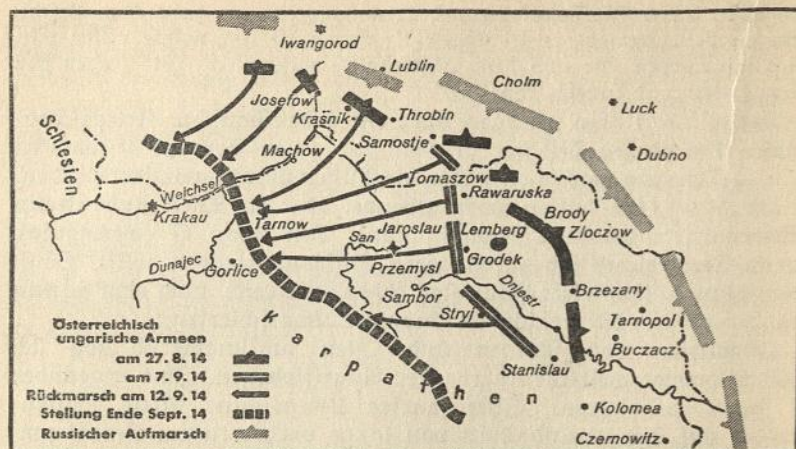 Iwangorod
Lublin
Cholm
Josefow
Luck
Kraśnik
Throbin
Schlesien
Samostje
Dubno
Machow
Weichsel
Tomaszow
Krakau
Rawaruska
Brody
Tarnow
Jaroslau
Lemberg
Zloczow
San
Dunajec
Przemysl
Grodek
Gorlice
Sambor
Dnjestr
Brzezany
Stryj
Tarnopol
Karpathen
Buczacz
Stanislau
Kolomea
Czernowitz
Österreichisch
ungarische Armeen
am 27.8.14
am 7.9.14
Rückmarsch am 12.9.14
Stellung Ende Sept. 14
Russischer Aufmarsch